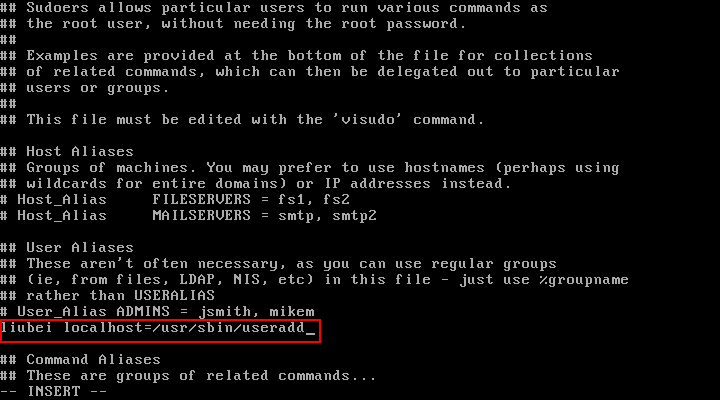 ## Sudoers allows particular users to run various commands as
## the root user, without needing the root password.
##
## Examples are provided at the bottom of the file for collections
## of related commands, which can then be delegated out to particular
## users or groups.
##
## This file must be edited with the 'visudo' command.
## Host Aliases
## Groups of machines. You may prefer to use hostnames (perhaps using
## wildcards for entire domains) or IP addresses instead.
# Host_Alias     FILESERVERS = fs1, fs2
# Host_Alias     MAILSERVERS = smtp, smtp2
## User Aliases
## These aren't often necessary, as you can use regular groups
## (ie, from files, LDAP, NIS, etc) in this file - just use %groupname
## rather than USERALIAS
# User_Alias ADMINS = jsmith, mikem
liubei localhost=/usr/sbin/useradd_
## Command Aliases
## These are groups of related commands...
-- INSERT --